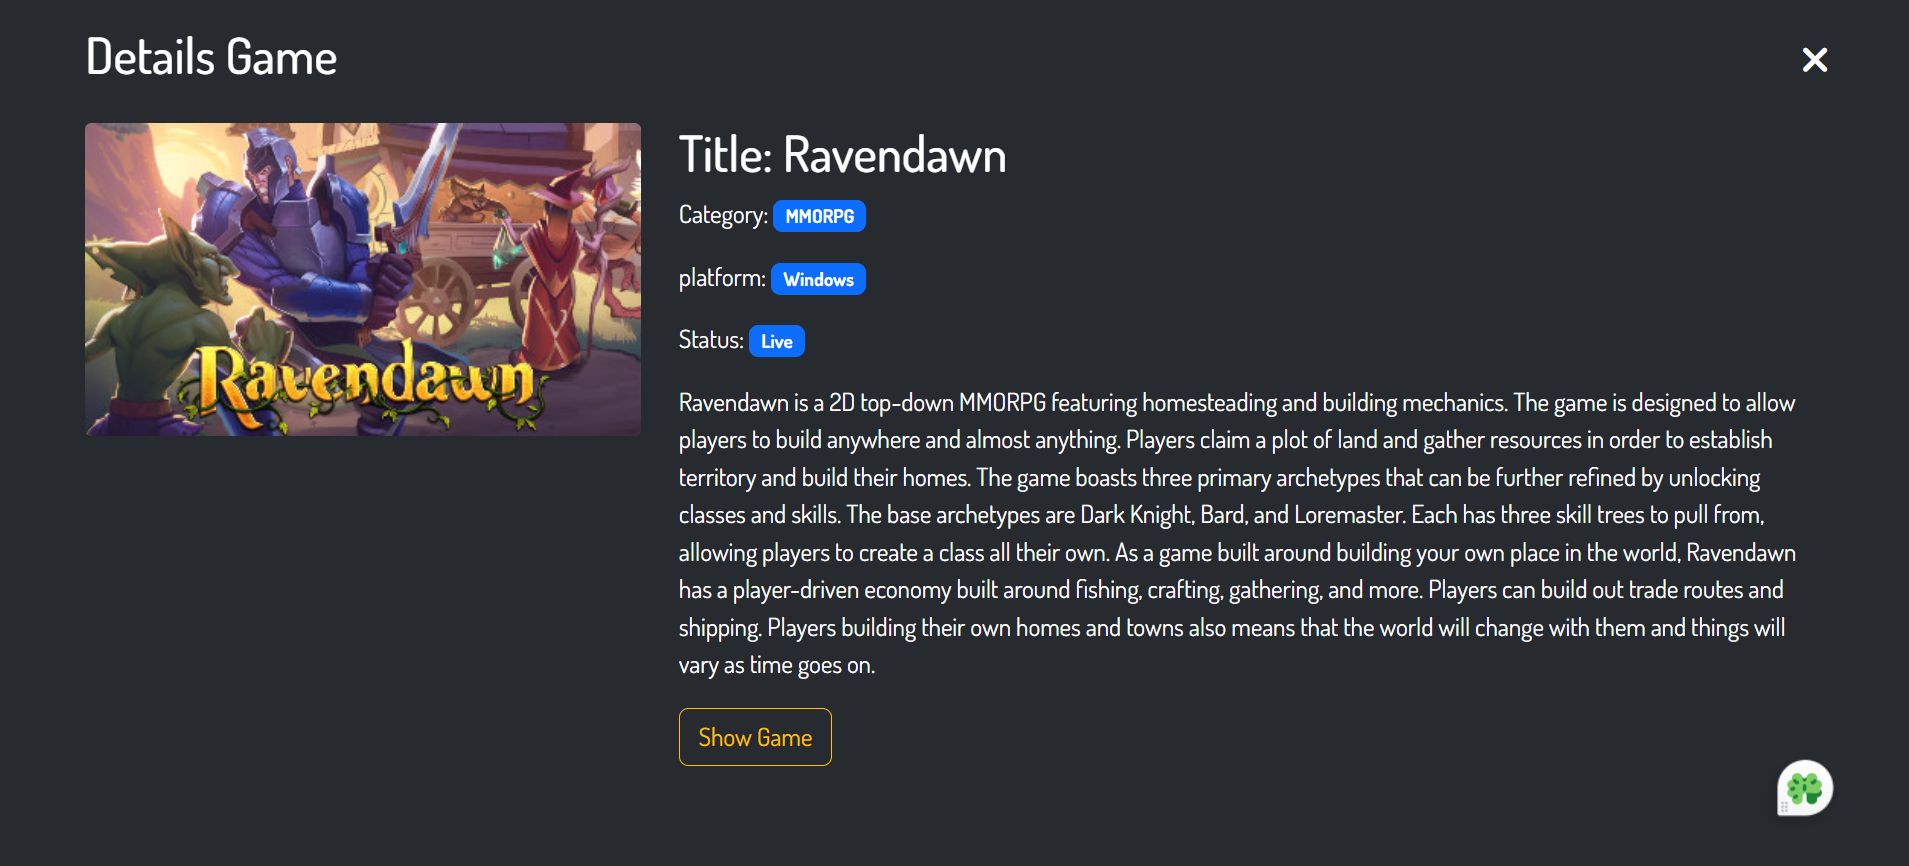 Details Game
Ravendawn
Title: Ravendawn
Category: MMORPG
platform: Windows
Status: Live
Ravendawn is a 2D top-down MMORPG featuring homesteading and building mechanics. The game is designed to allow
players to build anywhere and almost anything. Players claim a plot of land and gather resources in order to establish
territory and build their homes. The game boasts three primary archetypes that can be further refined by unlocking
classes and skills. The base archetypes are Dark Knight, Bard, and Loremaster. Each has three skill trees to pull from,
allowing players to create a class all their own. As a game built around building your own place in the world, Ravendawn
has a player-driven economy built around fishing, crafting, gathering, and more. Players can build out trade routes and
shipping. Players building their own homes and towns also means that the world will change with them and things will
vary as time goes on.
Show Game